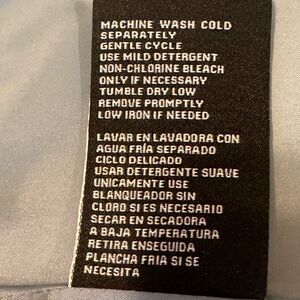 MACHINE WASH COLD
SEPARATELY
GENTLE CYCLE
USE MILD DETERGENT
NON-CHLORINE BLEACH
ONLY IF NECESSARY
TUMBLE DRY LOW
REMOVE PROMPTLY
LOW IRON IF NEEDED
LAVAR EN LAVADORA CON
AGUA FRÍA SEPARADO
CICLO DELICADO
USAR DETERGENTE SUAVE
UNICAMENTE USE
BLANQUEADOR SIN
CLORO SI ES NECESARIO
SECAR EN SECADORA
A BAJA TEMPERATURA
RETIRA ENSEGUIDA
PLANCHA FRIA SI SE
NECESITA